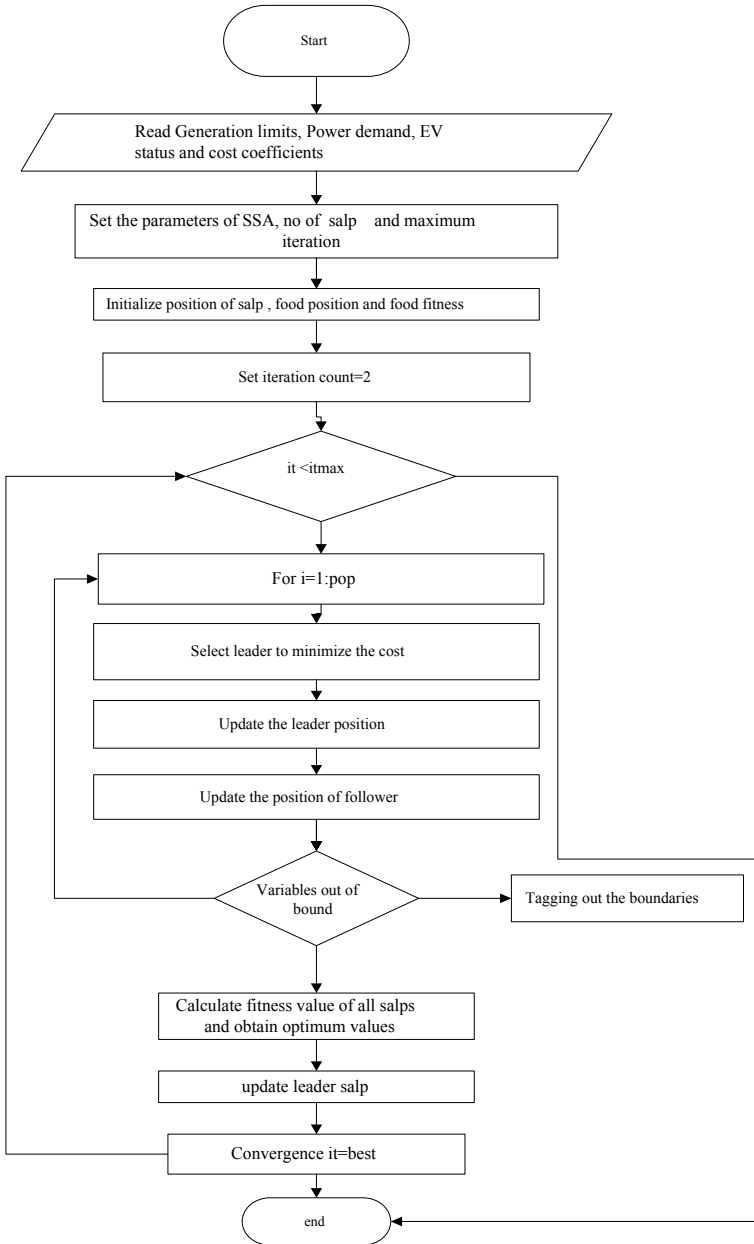 Start
Read Generation limits, Power demand, EV
status and cost coefficients
Set the parameters of SSA, no of salp and maximum
iteration
Initialize position of salp , food position and food fitness
Set iteration count=2
it <itmax
For i=1:pop
Select leader to minimize the cost
Update the leader position
Update the position of follower
Variables out of
bound
Tagging out the boundaries
Calculate fitness value of all salps
and obtain optimum values
update leader salp
Convergence it=best
end